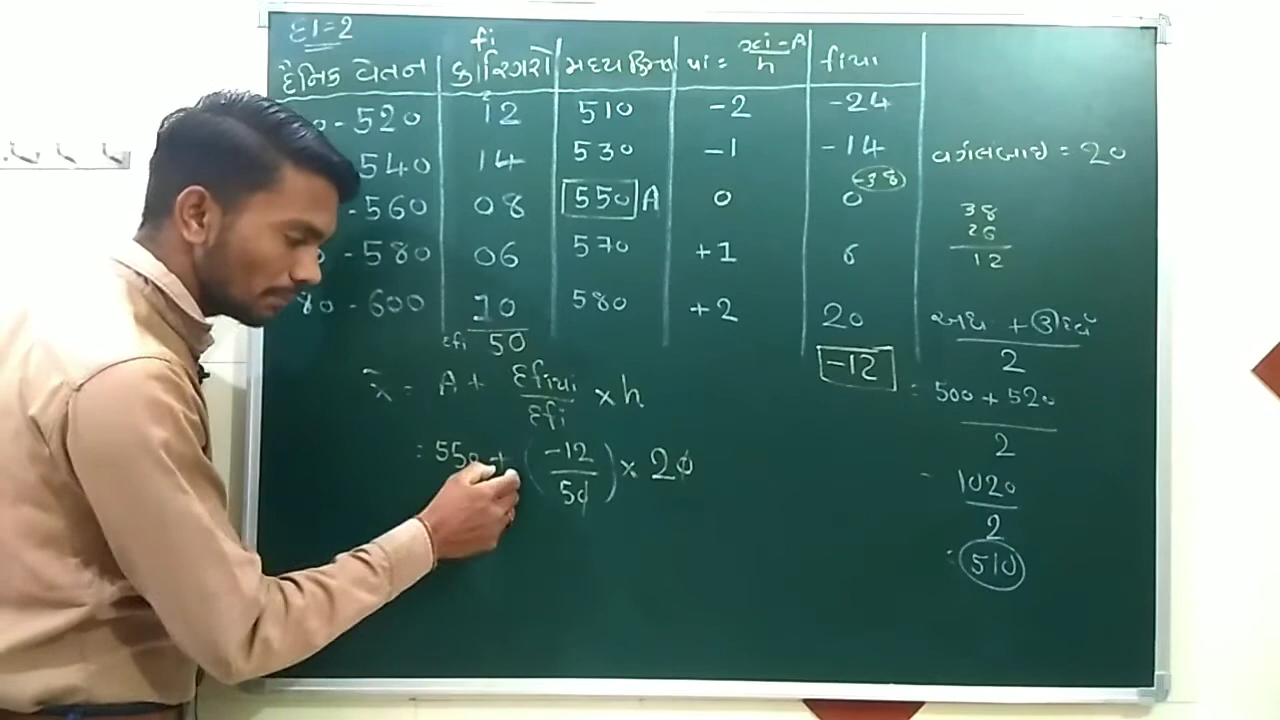 દા=2
fi xi-A
દૈનિક વેતન કારિગરો મધ્ય કિ ui = h fiui
-520 12 510 -2 -24
540 14 530 -1 -14 વર્ગલંબાઇ = 20
-38
-560 08 550 A 0 0 38
26
-580 06 570 +1 6 12
80-600 10 580 +2 20 અધઃ +
Σfi 50 -12 2
x̄ = A + Σfiui × h = 500 + 520
Σfi 2
= 550 + ( -12 ) × 20 = 1020
50 2
= 510